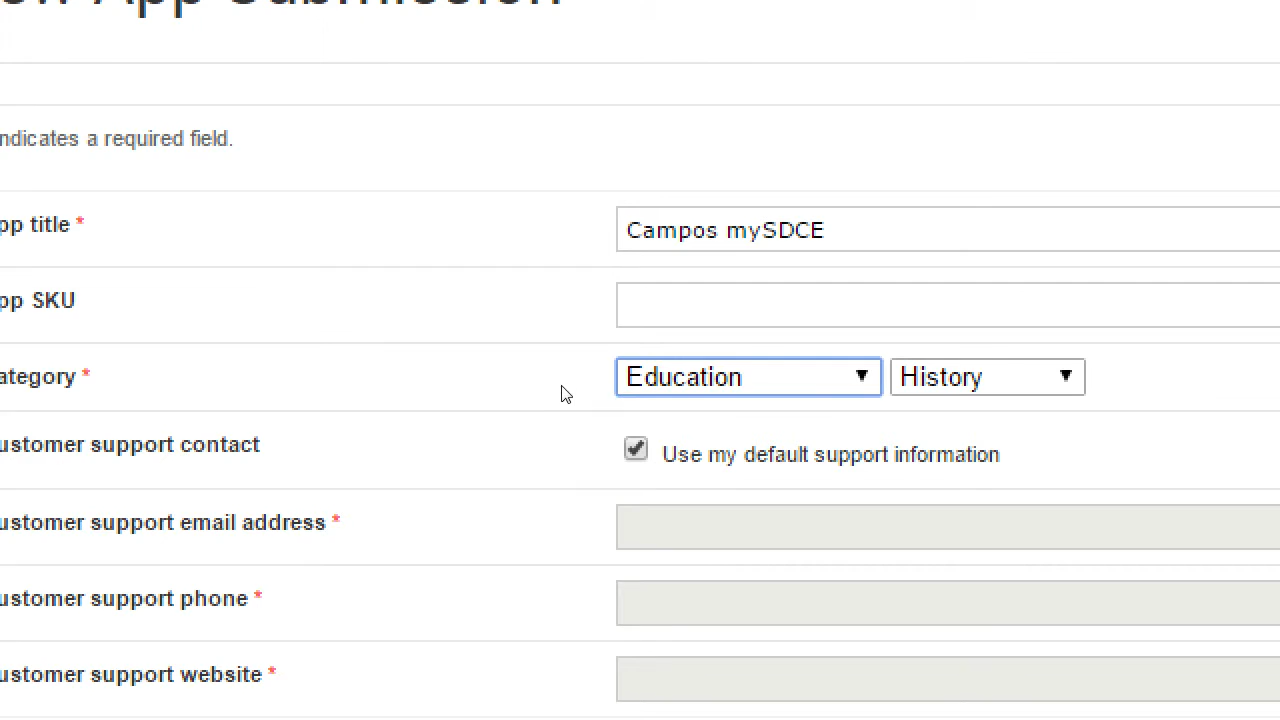 App Submission
indicates a required field.
pp title *
Campos mySDCE
pp SKU
ategory *
Education
History
ustomer support contact
Use my default support information
ustomer support email address *
ustomer support phone *
ustomer support website *